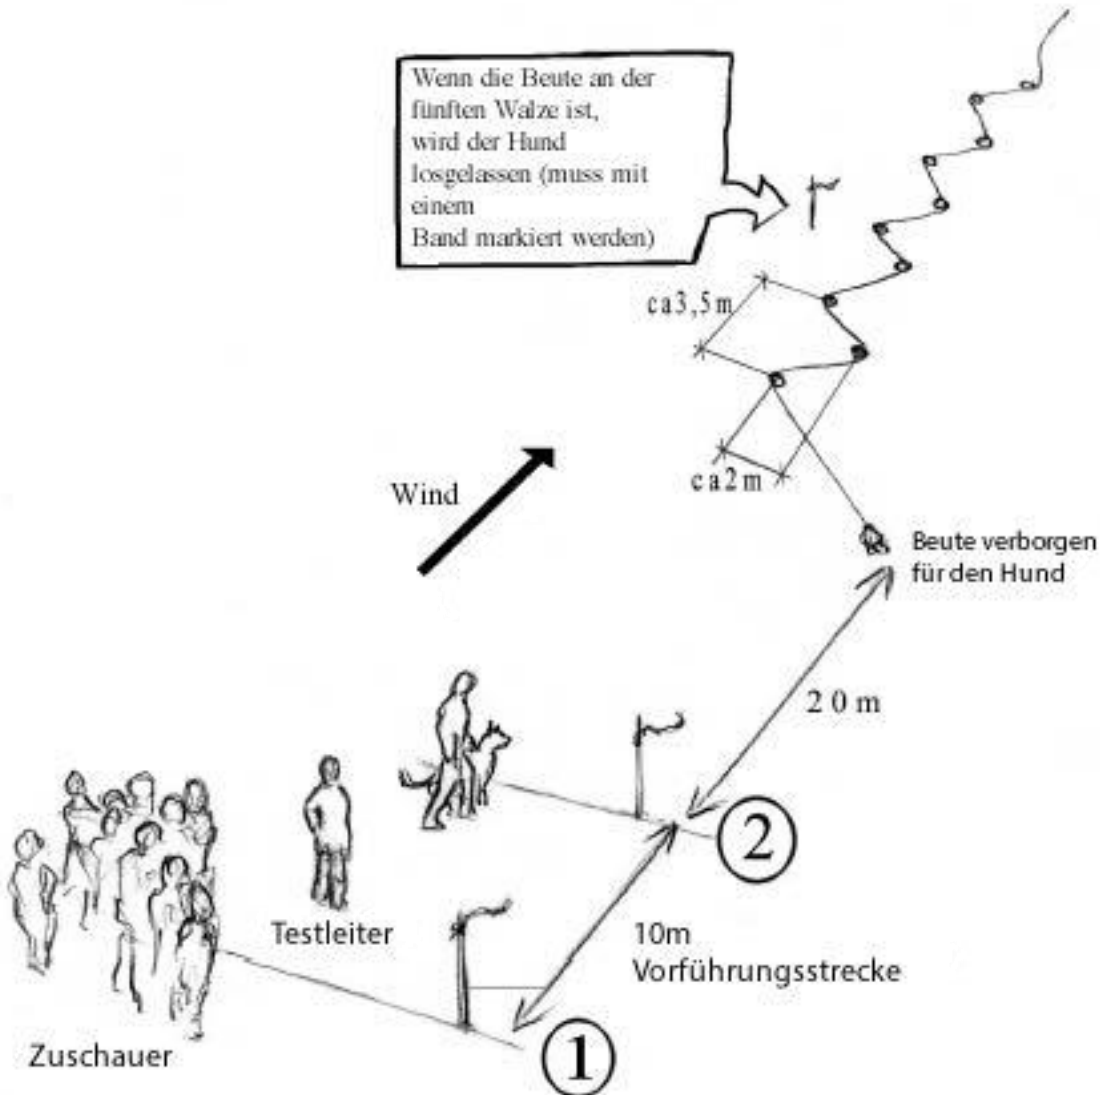 Wenn die Beute an der
fünften Walze ist,
wird der Hund
losgelassen (muss mit
einem
Band markiert werden)
ca3,5m
ca2m
Wind
Beute verborgen
für den Hund
20m
2
Testleiter
10m
Vorführungsstrecke
Zuschauer
1